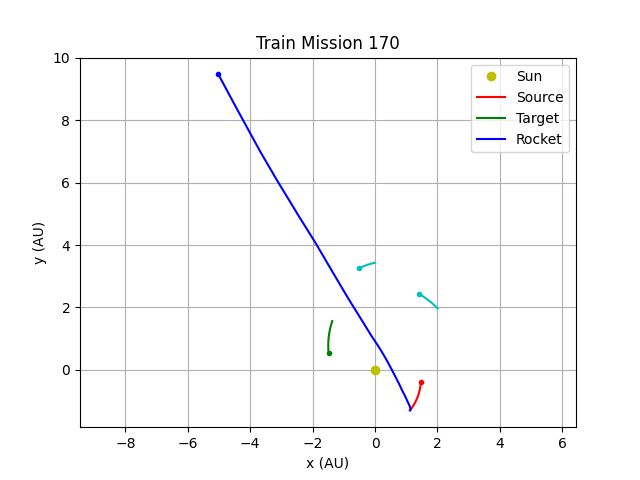 Train Mission 170
Sun
Source
Target
Rocket
10
8
6
4
2
0
y (AU)
−8
−6
−4
−2
0
2
4
6
x (AU)